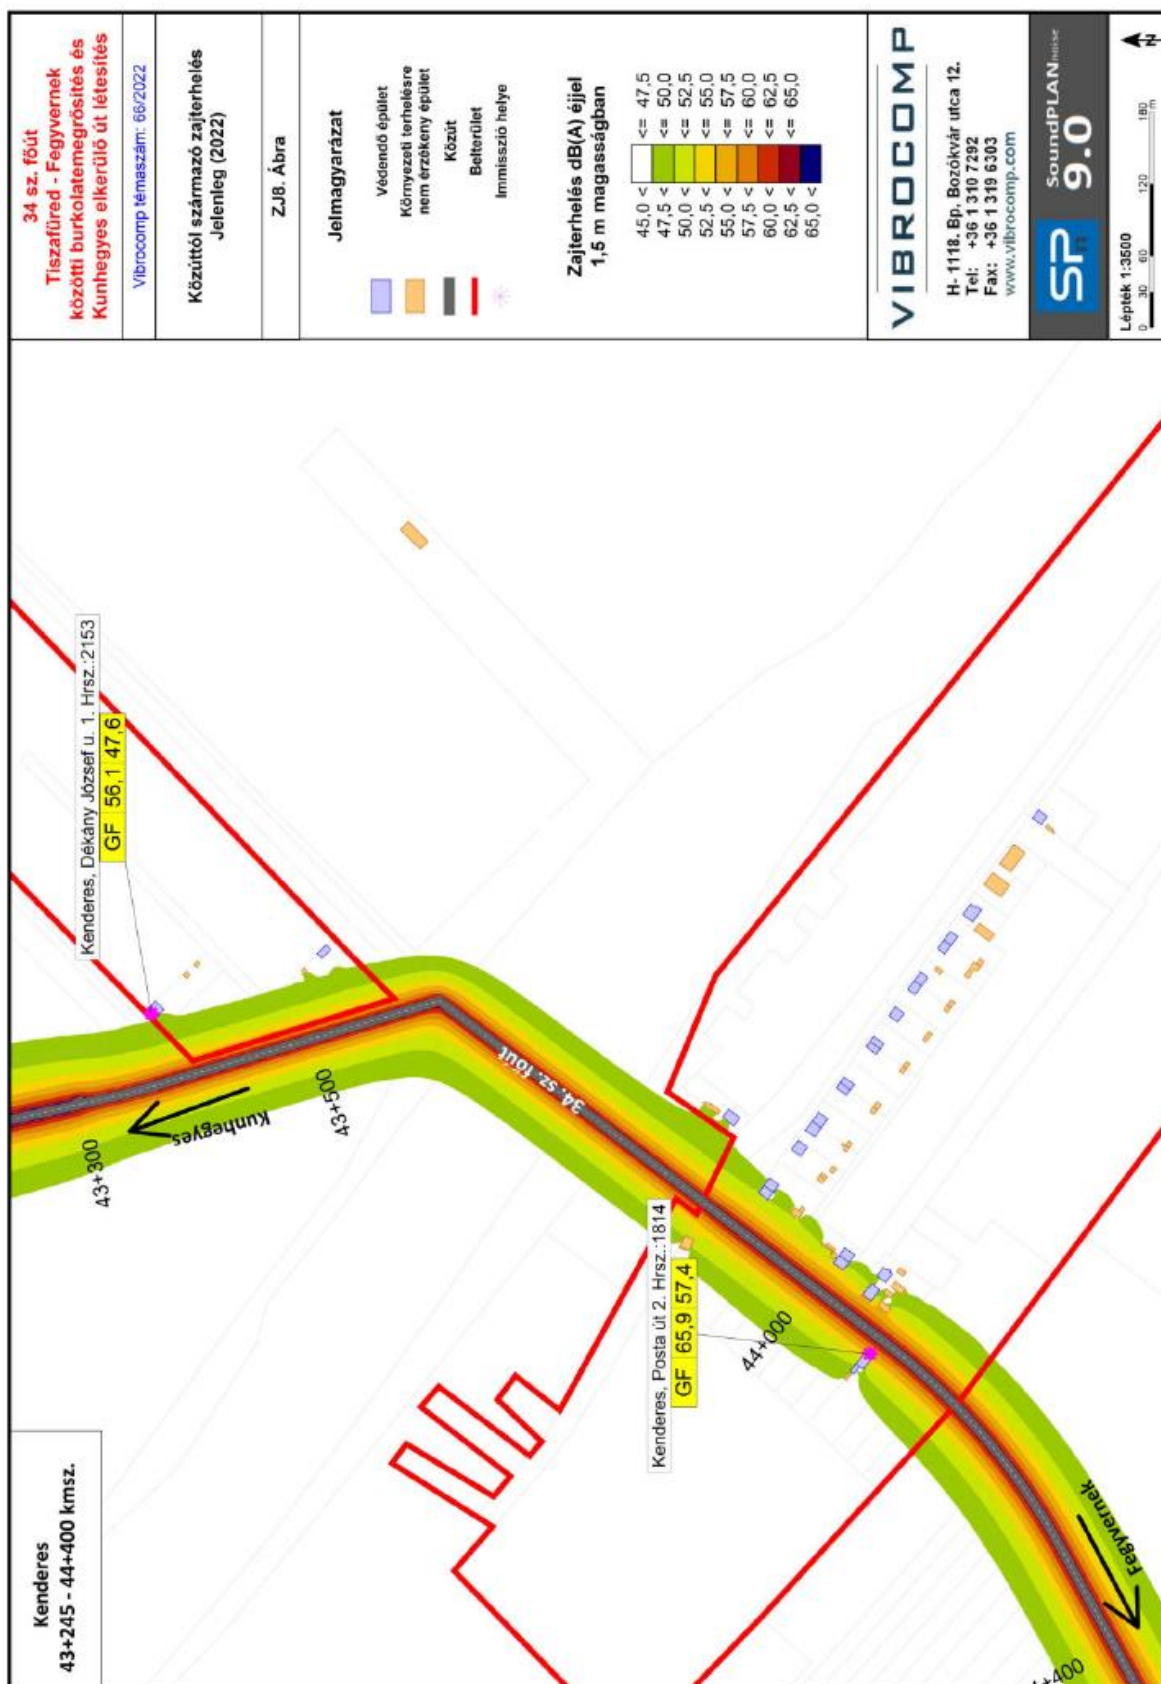 Kenderes
43+245 - 44+400 kmsz.
Kenderes, Dékány József u. 1. Hrsz.:2153
GF 56,1 47,6
43+300
Kunhegyes
43+500
34. sz. főút
Kenderes, Posta út 2. Hrsz.:1814
GF 65,9 57,4
44+000
Fegyvernek
+400
34 sz. főút
Tiszafüred - Fegyvernek
közötti burkolatemegrősítés és
Kunhegyes elkerülő út létesítés
Vibrocomp témaszám: 66/2022
Közúttól származó zajterhelés
Jelenleg (2022)
ZJ8. Ábra
Jelmagyarázat
Védendő épület
Környezeti terhelésre
nem érzékeny épület
Közút
Belterület
Immisszió helye
Zajterhelés dB(A) éjjel
1,5 m magasságban
45,0 < <= 47,5
47,5 < <= 50,0
50,0 < <= 52,5
52,5 < <= 55,0
55,0 < <= 57,5
57,5 < <= 60,0
60,0 < <= 62,5
62,5 < <= 65,0
65,0 <
VIBROCOMP
H- 1118. Bp, Bozókvár utca 12.
Tel: +36 1 310 7292
Fax: +36 1 319 6303
www.vibrocomp.com
SPn SoundPLANnoise
9.0
Lépték 1:3500
0 30 60 120 180
m
N